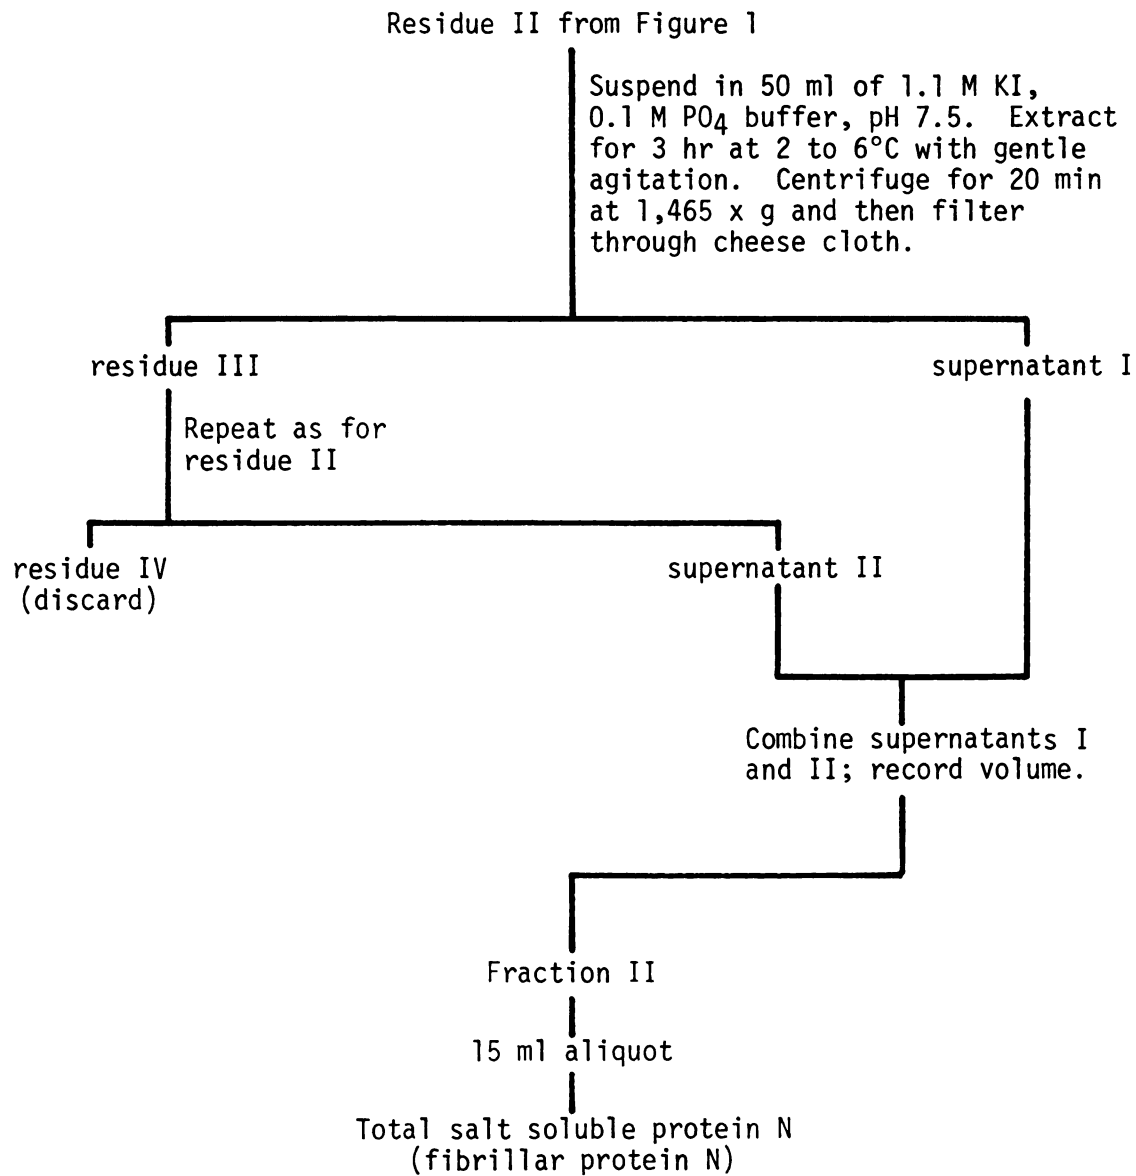 Residue II from Figure 1
Suspend in 50 ml of 1.1 M KI,
0.1 M PO4 buffer, pH 7.5. Extract
for 3 hr at 2 to 6°C with gentle
agitation. Centrifuge for 20 min
at 1,465 x g and then filter
through cheese cloth.
residue III
supernatant I
Repeat as for
residue II
residue IV
(discard)
supernatant II
Combine supernatants I
and II; record volume.
Fraction II
15 ml aliquot
Total salt soluble protein N
(fibrillar protein N)